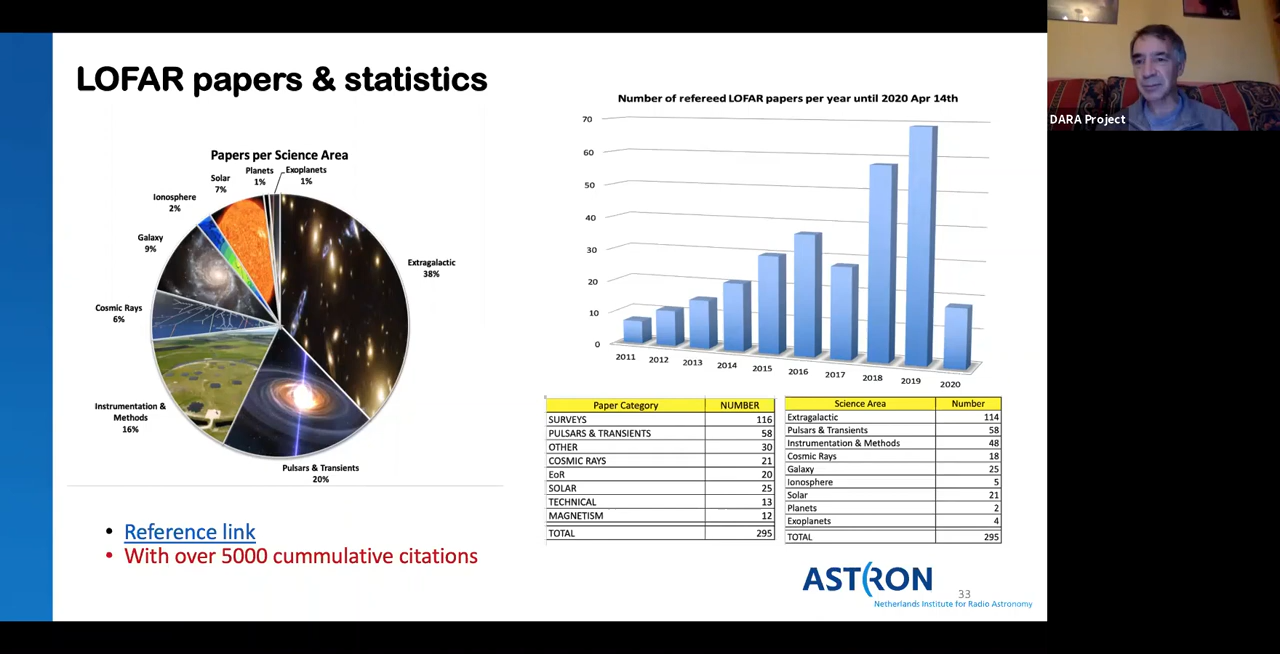 LOFAR papers & statistics
Papers per Science Area
Planets
1%
Exoplanets
1%
Solar
7%
Ionosphere
2%
Galaxy
9%
Extragalactic
38%
Cosmic Rays
6%
Instrumentation &
Methods
16%
Pulsars & Transients
20%
• Reference link
• With over 5000 cummulative citations
Number of refereed LOFAR papers per year until 2020 Apr 14th
70
60
50
40
30
20
10
0
2011 2012 2013 2014 2015 2016 2017 2018 2019 2020
Paper Category NUMBER
SURVEYS 116
PULSARS & TRANSIENTS 58
OTHER 30
COSMIC RAYS 21
EoR 20
SOLAR 25
TECHNICAL 13
MAGNETISM 12
TOTAL 295
Science Area Number
Extragalactic 114
Pulsars & Transients 58
Instrumentation & Methods 48
Cosmic Rays 18
Galaxy 25
Ionosphere 5
Solar 21
Planets 2
Exoplanets 4
TOTAL 295
ASTRON
33
Netherlands Institute for Radio Astronomy
DARA Project